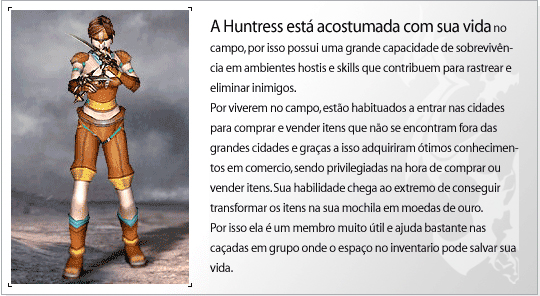 A Huntress está acostumada com sua vida no
campo, por isso possui uma grande capacidade de sobrevivên-
cia em ambientes hostis e skills que contribuem para rastrear e
eliminar inimigos.
Por viverem no campo, estão habituados a entrar nas cidades
para comprar e vender itens que não se encontram fora das
grandes cidades e graças a isso adquiriram ótimos conhecimen-
tos em comercio, sendo privilegiadas na hora de comprar ou
vender itens. Sua habilidade chega ao extremo de conseguir
transformar os itens na sua mochila em moedas de ouro.
Por isso ela é um membro muito útil e ajuda bastante nas
caçadas em grupo onde o espaço no inventario pode salvar sua
vida.